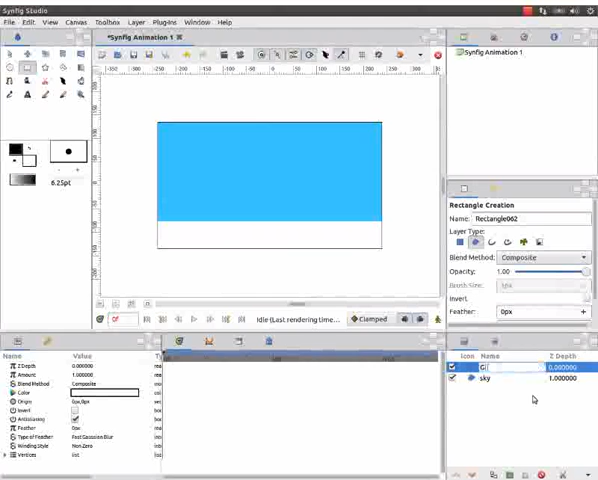 Synfig Studio
File Edit View Canvas Toolbox Layer Plug-Ins Window Help
*Synfig Animation 1
Synfig Animation 1
6.25pt
Rectangle Creation
Name: Rectangle062
Layer Type:
Blend Method: Composite
Opacity: 1.00
Brush Size: 1px
Invert
Feather: 0px
0f
Idle (Last rendering time...
Clamped
Name Value
Z Depth 0.000000
Amount 1.000000
Blend Method Composite
Color
Origin 0px,0px
Invert
Antialiasing
Feather 0px
Type of Feather Fast Gaussian Blur
Winding Style Non Zero
Vertices list
Icon Name Z Depth
0.000000
sky 1.000000